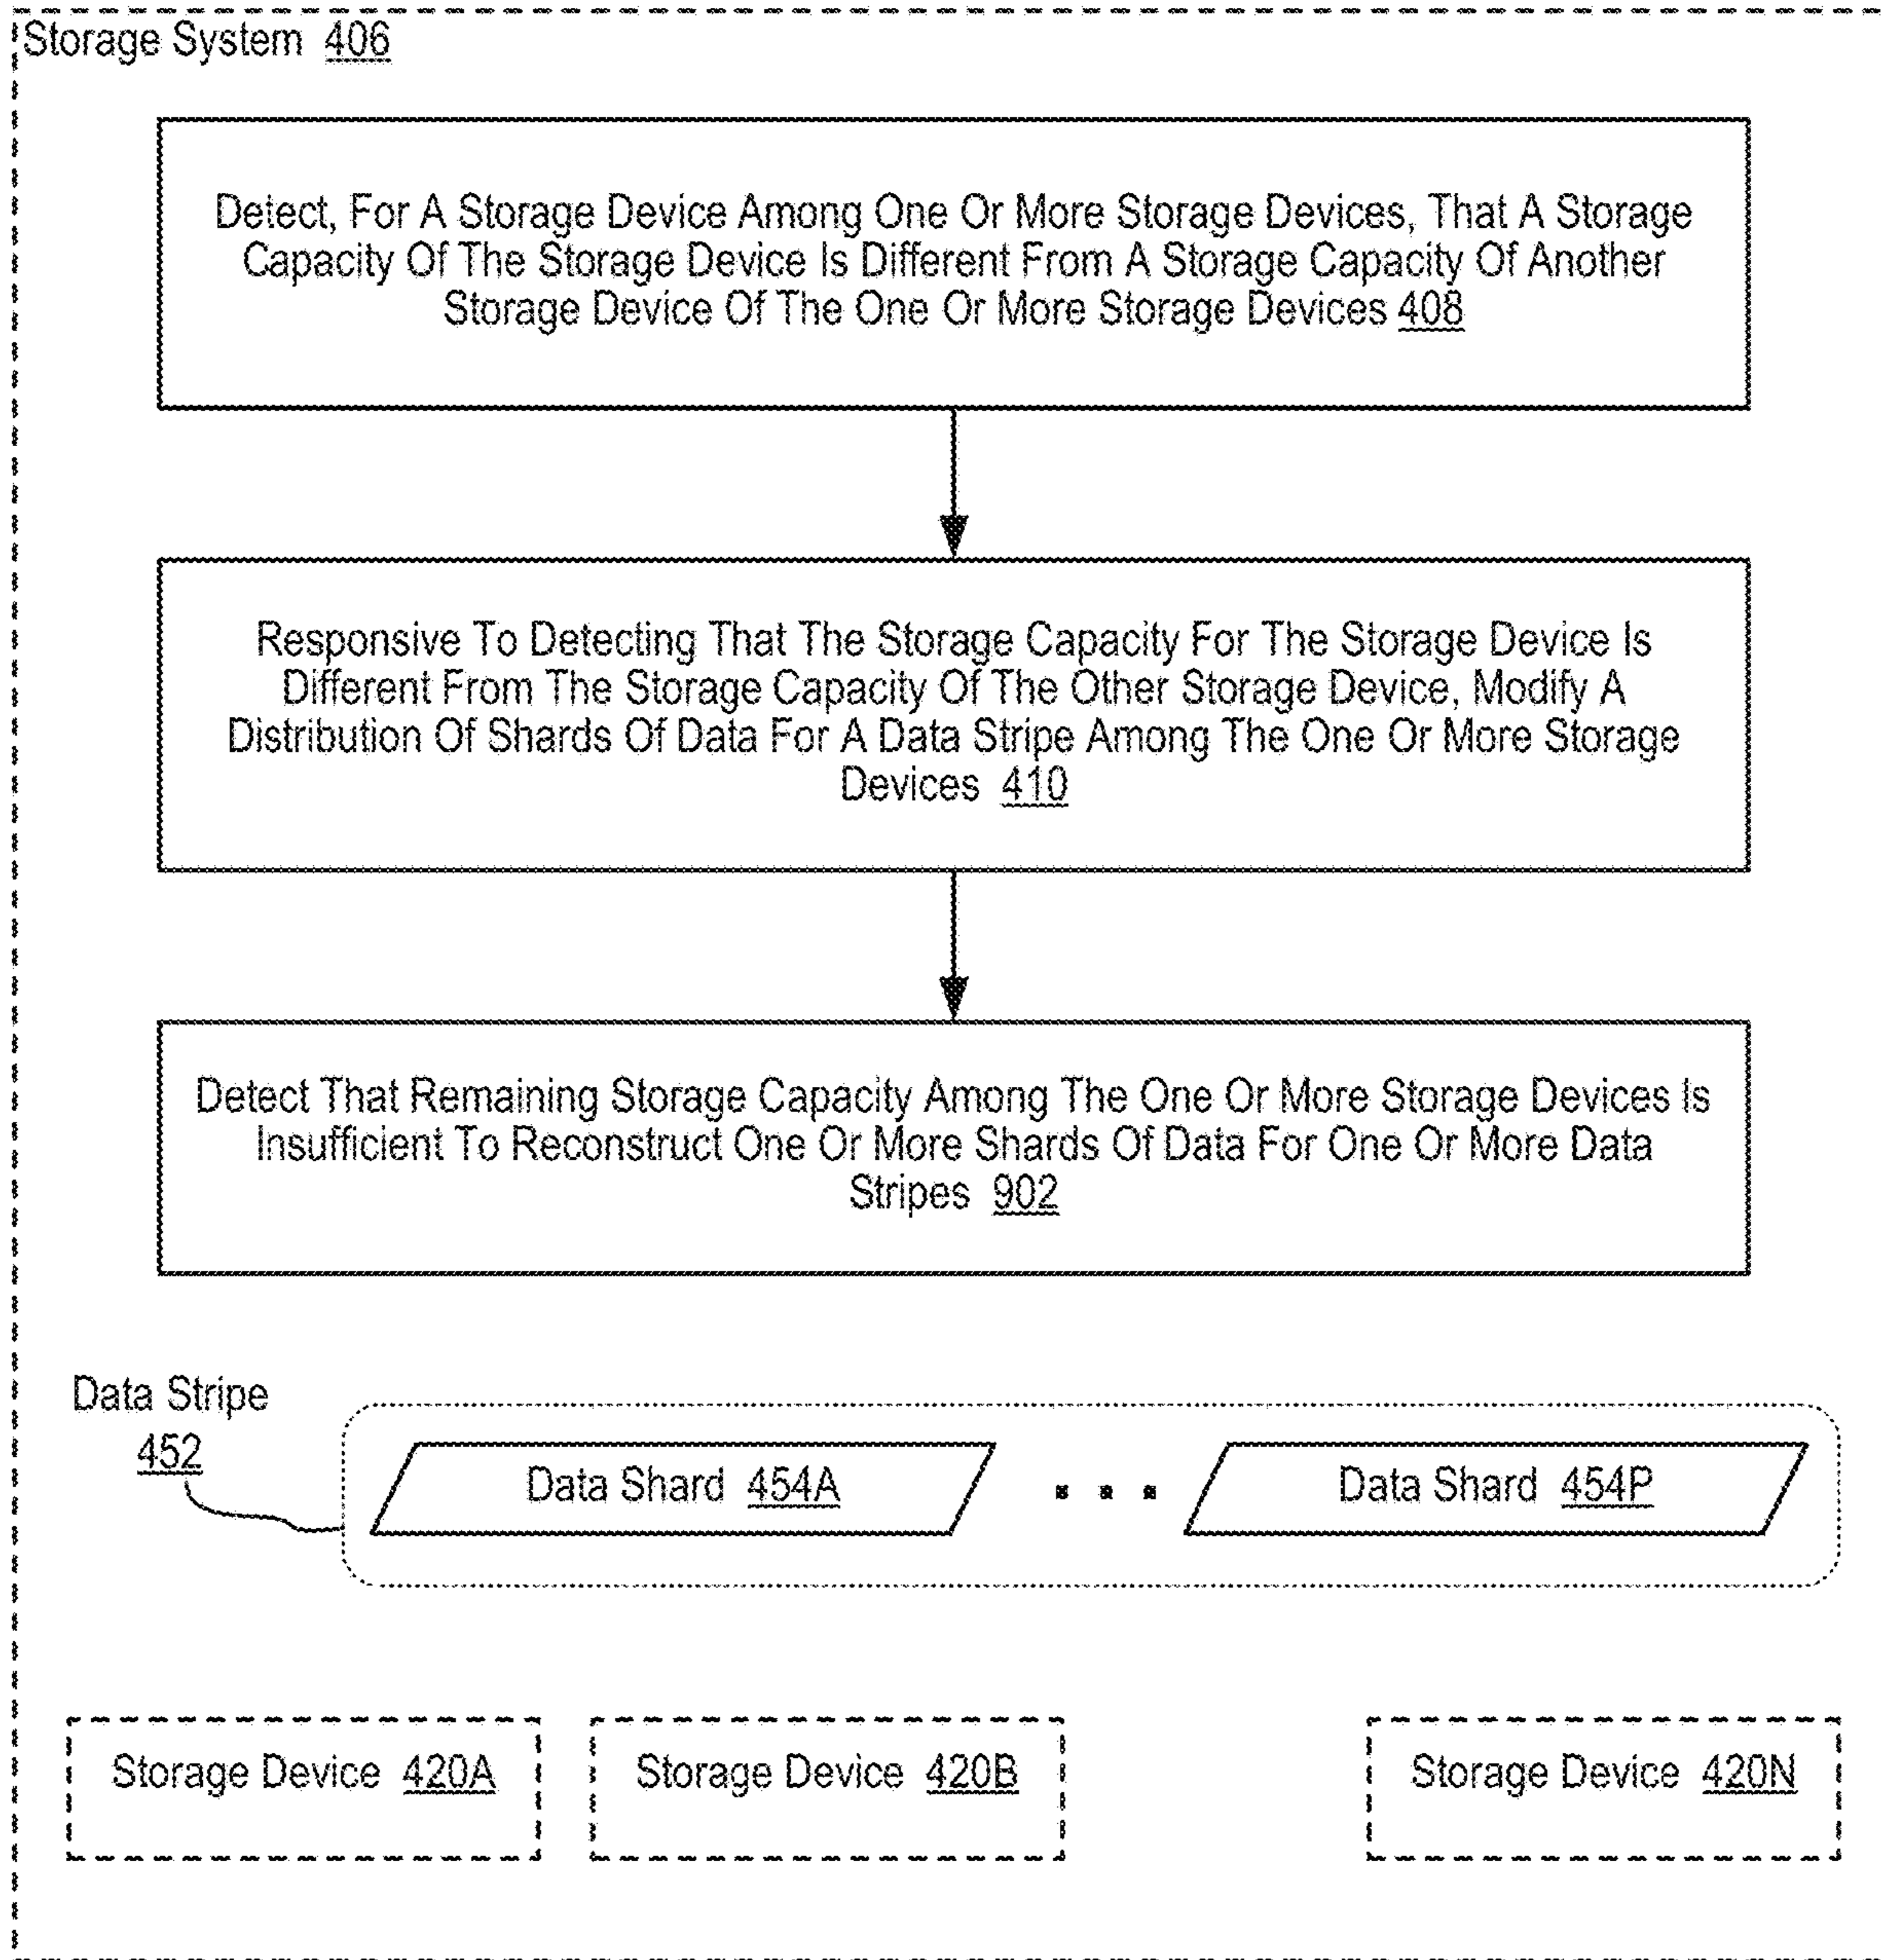 Storage System 406
Detect, For A Storage Device Among One Or More Storage Devices, That A Storage
Capacity Of The Storage Device Is Different From A Storage Capacity Of Another
Storage Device Of The One Or More Storage Devices 408
Responsive To Detecting That The Storage Capacity For The Storage Device Is
Different From The Storage Capacity Of The Other Storage Device, Modify A
Distribution Of Shards Of Data For A Data Stripe Among The One Or More Storage
Devices 410
Detect That Remaining Storage Capacity Among The One Or More Storage Devices Is
Insufficient To Reconstruct One Or More Shards Of Data For One Or More Data
Stripes 902
Data Stripe
452
Data Shard 454A
Data Shard 454P
Storage Device 420A
Storage Device 420B
Storage Device 420N